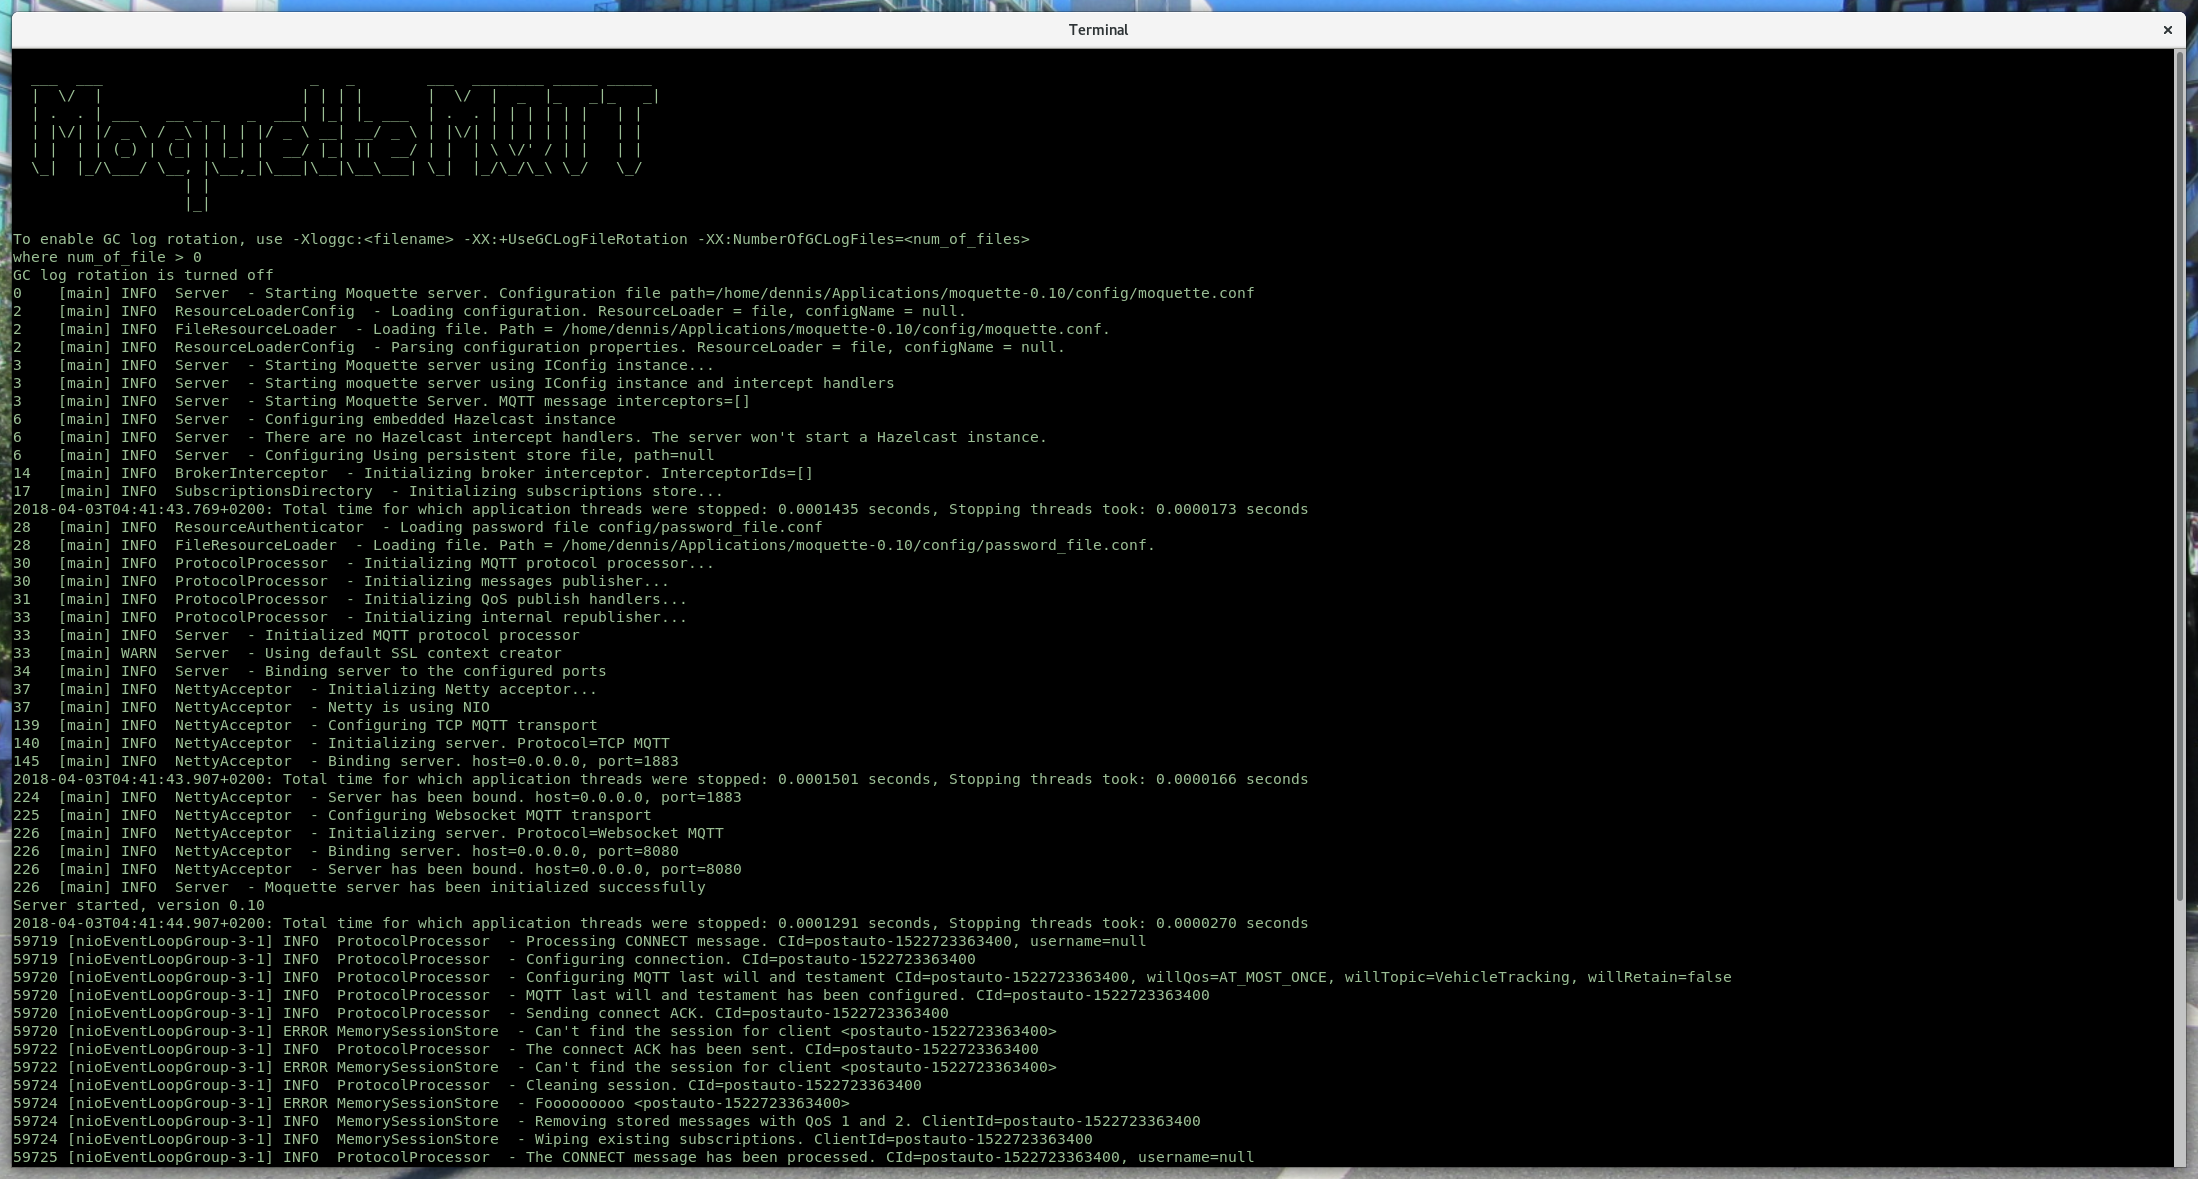 Terminal
___  ___                       _   _        ___  ________ _____ _____
|  \/  |                      | | | |       |  \/  |  _  |_   _|_   _|
| .  . | ___   __ _ _   _  ___| |_| |_ ___  | .  . | | | | | |   | |
| |\/| |/ _ \ / _\ | | | |/ _ \ __| __/ _ \ | |\/| | | | | | |   | |
| |  | | (_) | (_| | |_| |  __/ |_| ||  __/ | |  | \ \/' / | |   | |
\_|  |_/\___/ \__, |\__,_|\___|\__|\__\___| \_|  |_/\_/\_\ \_/   \_/
| |
|_|
To enable GC log rotation, use -Xloggc:<filename> -XX:+UseGCLogFileRotation -XX:NumberOfGCLogFiles=<num_of_files>
where num_of_file > 0
GC log rotation is turned off
0    [main] INFO  Server  - Starting Moquette server. Configuration file path=/home/dennis/Applications/moquette-0.10/config/moquette.conf
2    [main] INFO  ResourceLoaderConfig  - Loading configuration. ResourceLoader = file, configName = null.
2    [main] INFO  FileResourceLoader  - Loading file. Path = /home/dennis/Applications/moquette-0.10/config/moquette.conf.
2    [main] INFO  ResourceLoaderConfig  - Parsing configuration properties. ResourceLoader = file, configName = null.
3    [main] INFO  Server  - Starting Moquette server using IConfig instance...
3    [main] INFO  Server  - Starting moquette server using IConfig instance and intercept handlers
3    [main] INFO  Server  - Starting Moquette Server. MQTT message interceptors=[]
6    [main] INFO  Server  - Configuring embedded Hazelcast instance
6    [main] INFO  Server  - There are no Hazelcast intercept handlers. The server won't start a Hazelcast instance.
6    [main] INFO  Server  - Configuring Using persistent store file, path=null
14   [main] INFO  BrokerInterceptor  - Initializing broker interceptor. InterceptorIds=[]
17   [main] INFO  SubscriptionsDirectory  - Initializing subscriptions store...
2018-04-03T04:41:43.769+0200: Total time for which application threads were stopped: 0.0001435 seconds, Stopping threads took: 0.0000173 seconds
28   [main] INFO  ResourceAuthenticator  - Loading password file config/password_file.conf
28   [main] INFO  FileResourceLoader  - Loading file. Path = /home/dennis/Applications/moquette-0.10/config/password_file.conf.
30   [main] INFO  ProtocolProcessor  - Initializing MQTT protocol processor...
30   [main] INFO  ProtocolProcessor  - Initializing messages publisher...
31   [main] INFO  ProtocolProcessor  - Initializing QoS publish handlers...
33   [main] INFO  ProtocolProcessor  - Initializing internal republisher...
33   [main] INFO  Server  - Initialized MQTT protocol processor
33   [main] WARN  Server  - Using default SSL context creator
34   [main] INFO  Server  - Binding server to the configured ports
37   [main] INFO  NettyAcceptor  - Initializing Netty acceptor...
37   [main] INFO  NettyAcceptor  - Netty is using NIO
139  [main] INFO  NettyAcceptor  - Configuring TCP MQTT transport
140  [main] INFO  NettyAcceptor  - Initializing server. Protocol=TCP MQTT
145  [main] INFO  NettyAcceptor  - Binding server. host=0.0.0.0, port=1883
2018-04-03T04:41:43.907+0200: Total time for which application threads were stopped: 0.0001501 seconds, Stopping threads took: 0.0000166 seconds
224  [main] INFO  NettyAcceptor  - Server has been bound. host=0.0.0.0, port=1883
225  [main] INFO  NettyAcceptor  - Configuring Websocket MQTT transport
226  [main] INFO  NettyAcceptor  - Initializing server. Protocol=Websocket MQTT
226  [main] INFO  NettyAcceptor  - Binding server. host=0.0.0.0, port=8080
226  [main] INFO  NettyAcceptor  - Server has been bound. host=0.0.0.0, port=8080
226  [main] INFO  Server  - Moquette server has been initialized successfully
Server started, version 0.10
2018-04-03T04:41:44.907+0200: Total time for which application threads were stopped: 0.0001291 seconds, Stopping threads took: 0.0000270 seconds
59719 [nioEventLoopGroup-3-1] INFO  ProtocolProcessor  - Processing CONNECT message. CId=postauto-1522723363400, username=null
59719 [nioEventLoopGroup-3-1] INFO  ProtocolProcessor  - Configuring connection. CId=postauto-1522723363400
59720 [nioEventLoopGroup-3-1] INFO  ProtocolProcessor  - Configuring MQTT last will and testament CId=postauto-1522723363400, willQos=AT_MOST_ONCE, willTopic=VehicleTracking, willRetain=false
59720 [nioEventLoopGroup-3-1] INFO  ProtocolProcessor  - MQTT last will and testament has been configured. CId=postauto-1522723363400
59720 [nioEventLoopGroup-3-1] INFO  ProtocolProcessor  - Sending connect ACK. CId=postauto-1522723363400
59720 [nioEventLoopGroup-3-1] ERROR MemorySessionStore  - Can't find the session for client <postauto-1522723363400>
59722 [nioEventLoopGroup-3-1] INFO  ProtocolProcessor  - The connect ACK has been sent. CId=postauto-1522723363400
59722 [nioEventLoopGroup-3-1] ERROR MemorySessionStore  - Can't find the session for client <postauto-1522723363400>
59724 [nioEventLoopGroup-3-1] INFO  ProtocolProcessor  - Cleaning session. CId=postauto-1522723363400
59724 [nioEventLoopGroup-3-1] ERROR MemorySessionStore  - Fooooooooo <postauto-1522723363400>
59724 [nioEventLoopGroup-3-1] INFO  MemorySessionStore  - Removing stored messages with QoS 1 and 2. ClientId=postauto-1522723363400
59724 [nioEventLoopGroup-3-1] INFO  MemorySessionStore  - Wiping existing subscriptions. ClientId=postauto-1522723363400
59725 [nioEventLoopGroup-3-1] INFO  ProtocolProcessor  - The CONNECT message has been processed. CId=postauto-1522723363400, username=null